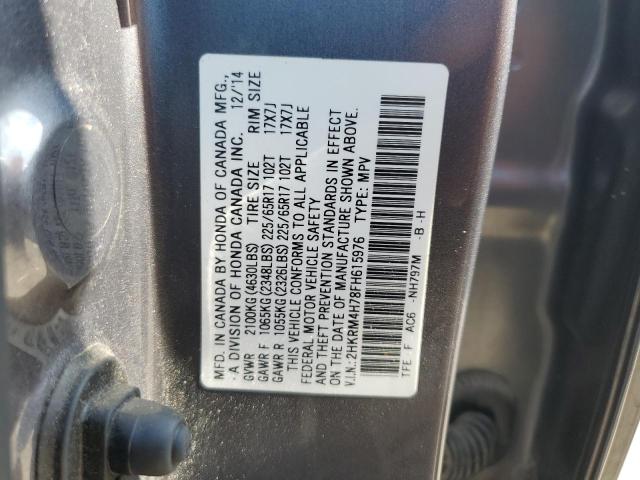 MFD. IN CANADA BY HONDA OF CANADA MFG.,
A DIVISION OF HONDA CANADA INC. 12/'14
GVWR 2100KG(4630LBS) TIRE SIZE RIM SIZE
GAWR F 1065KG(2348LBS)225/65R17 102T 17X7J
GAWR R 1055KG(2326LBS)225/65R17 102T 17X7J
THIS VEHICLE CONFORMS TO ALL APPLICABLE
FEDERAL MOTOR VEHICLE SAFETY
AND THEFT PREVENTION STANDARDS IN EFFECT
ON THE DATE OF MANUFACTURE SHOWN ABOVE.
V.I.N.:2HKRM4H78FH615976 TYPE: MPV
TFE - F AC6 -NH797M -B -H